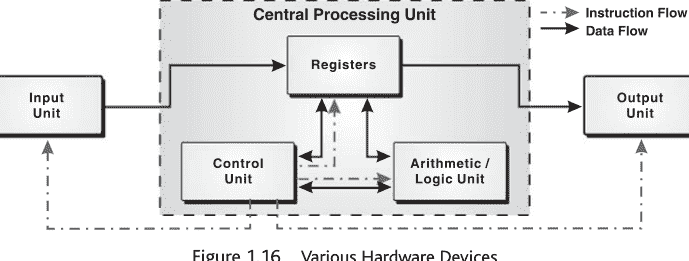 Central Processing Unit
Instruction Flow
Data Flow
Registers
Input
Unit
Output
Unit
Control
Unit
Arithmetic /
Logic Unit
Figure 1.16 Various Hardware Devices